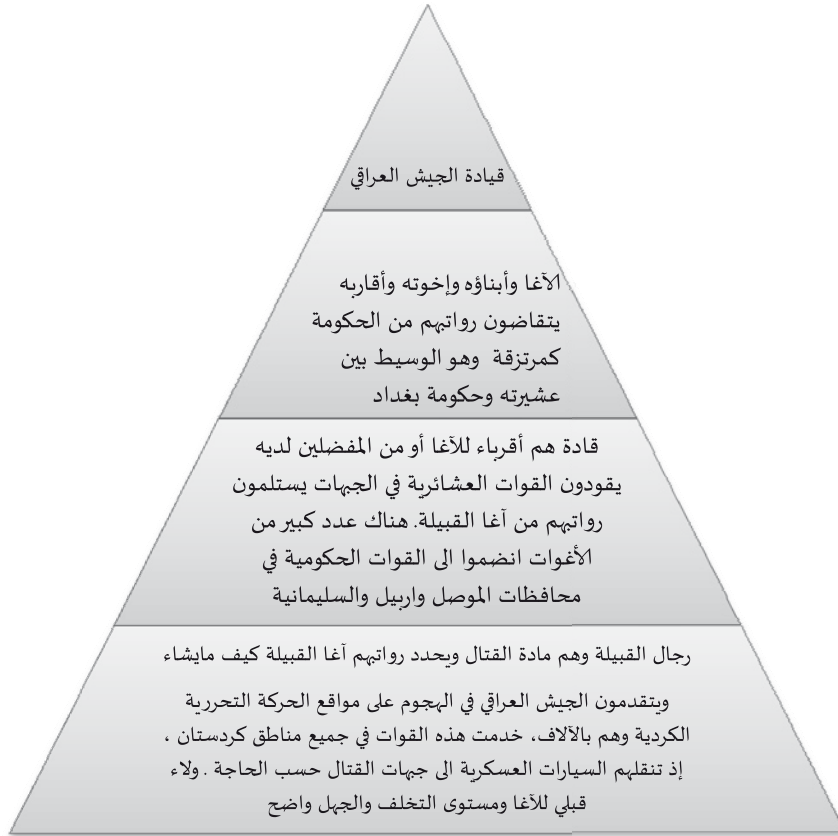 قيادة الجيش العراقي
الآغا وأبناؤه وإخوته وأقاربه
يتقاضون رواتبهم من الحكومة
كمرتزقة وهو الوسيط بين
عشيرته وحكومة بغداد
قادة هم أقرباء للآغا أو من المفضلين لديه
يقودون القوات العشائرية في الجبهات يستلمون
رواتبهم من آغا القبيلة. هناك عدد كبير من
الأغوات انضموا الى القوات الحكومية في
محافظات الموصل واربيل والسليمانية
رجال القبيلة وهم مادة القتال ويحدد رواتبهم آغا القبيلة كيف مايشاء
ويتقدمون الجيش العراقي في الهجوم على مواقع الحركة التحررية
الكردية وهم بالآلاف، خدمت هذه القوات في جميع مناطق كردستان ،
إذ تنقلهم السيارات العسكرية الى جبهات القتال حسب الحاجة . ولاء
قبلي للآغا ومستوى التخلف والجهل واضح